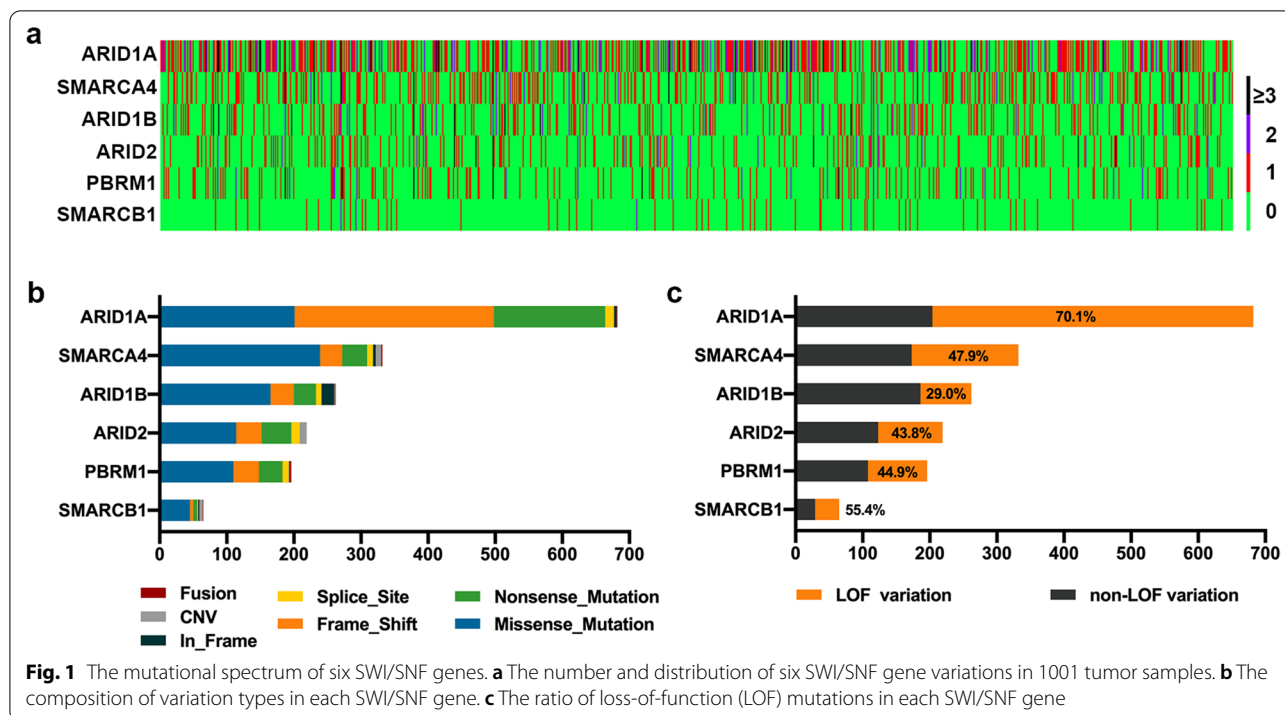 a
ARID1A
SMARCA4
ARID1B
ARID2
PBRM1
SMARCB1
≥3
2
1
0
b
ARID1A
SMARCA4
ARID1B
ARID2
PBRM1
SMARCB1
0 100 200 300 400 500 600 700
Fusion
CNV
In_Frame
Splice_Site
Frame_Shift
Nonsense_Mutation
Missense_Mutation
c
ARID1A 70.1%
SMARCA4 47.9%
ARID1B 29.0%
ARID2 43.8%
PBRM1 44.9%
SMARCB1 55.4%
0 100 200 300 400 500 600 700
LOF variation
non-LOF variation
Fig. 1 The mutational spectrum of six SWI/SNF genes. a The number and distribution of six SWI/SNF gene variations in 1001 tumor samples. b The
composition of variation types in each SWI/SNF gene. c The ratio of loss-of-function (LOF) mutations in each SWI/SNF gene